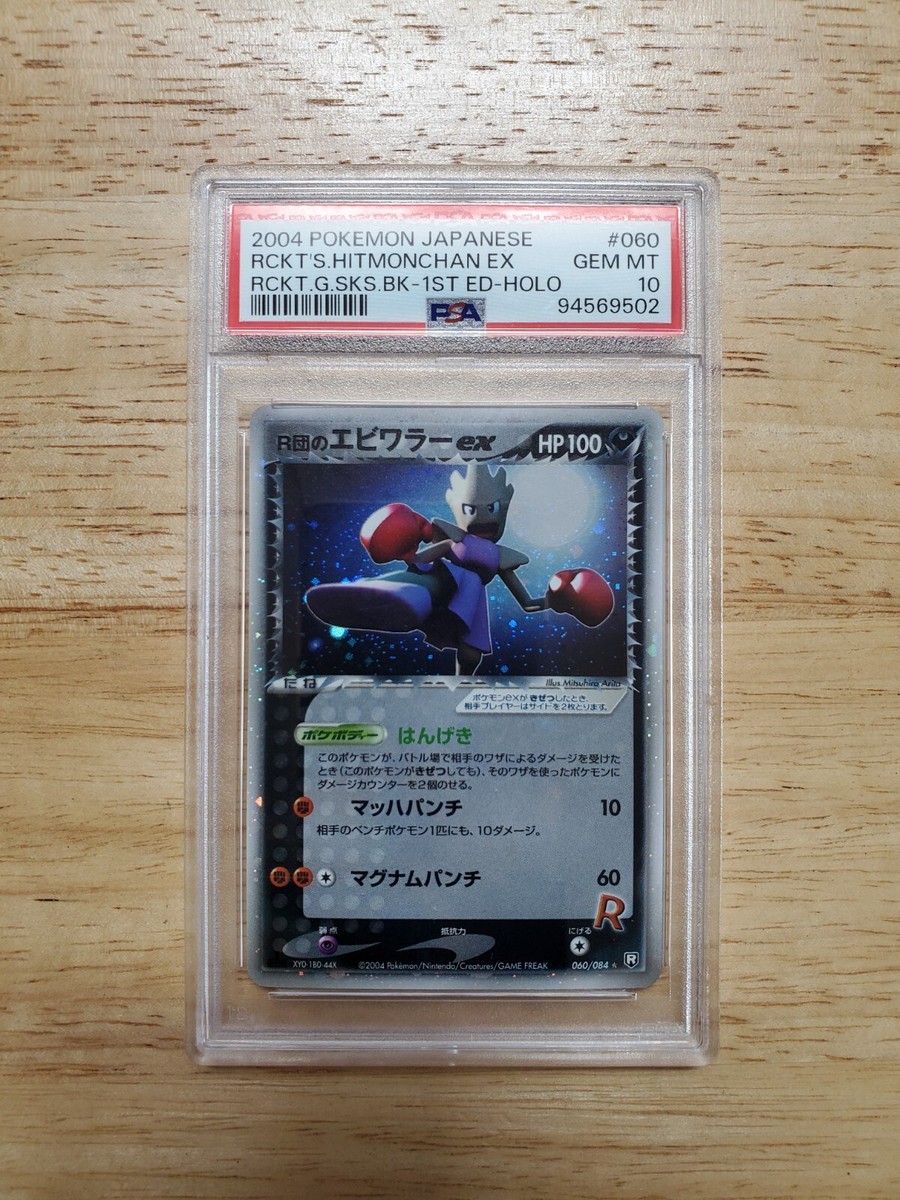 2004 POKEMON JAPANESE #060
RCKT'S.HITMONCHAN EX GEM MT
RCKT.G.SKS.BK-1ST ED-HOLO 10
PSA 94569502
R団のエビワラーex HP100
たね Illus. Mitsuhiro Arita
ポケモンexがきぜつしたとき、
相手プレイヤーはサイドを2枚とります。
ポケボディー はんげき
このポケモンが、バトル場で相手のワザによるダメージを受けた
とき(このポケモンがきぜつしても)、そのワザを使ったポケモンに
ダメージカウンターを2個のせる。
マッハパンチ 10
相手のベンチポケモン1匹にも、10ダメージ。
マグナムパンチ 60
R
弱点 抵抗力 にげる
XYD-180-44X ©2004 Pokémon/Nintendo/Creatures/GAME FREAK 060/084 ★ R